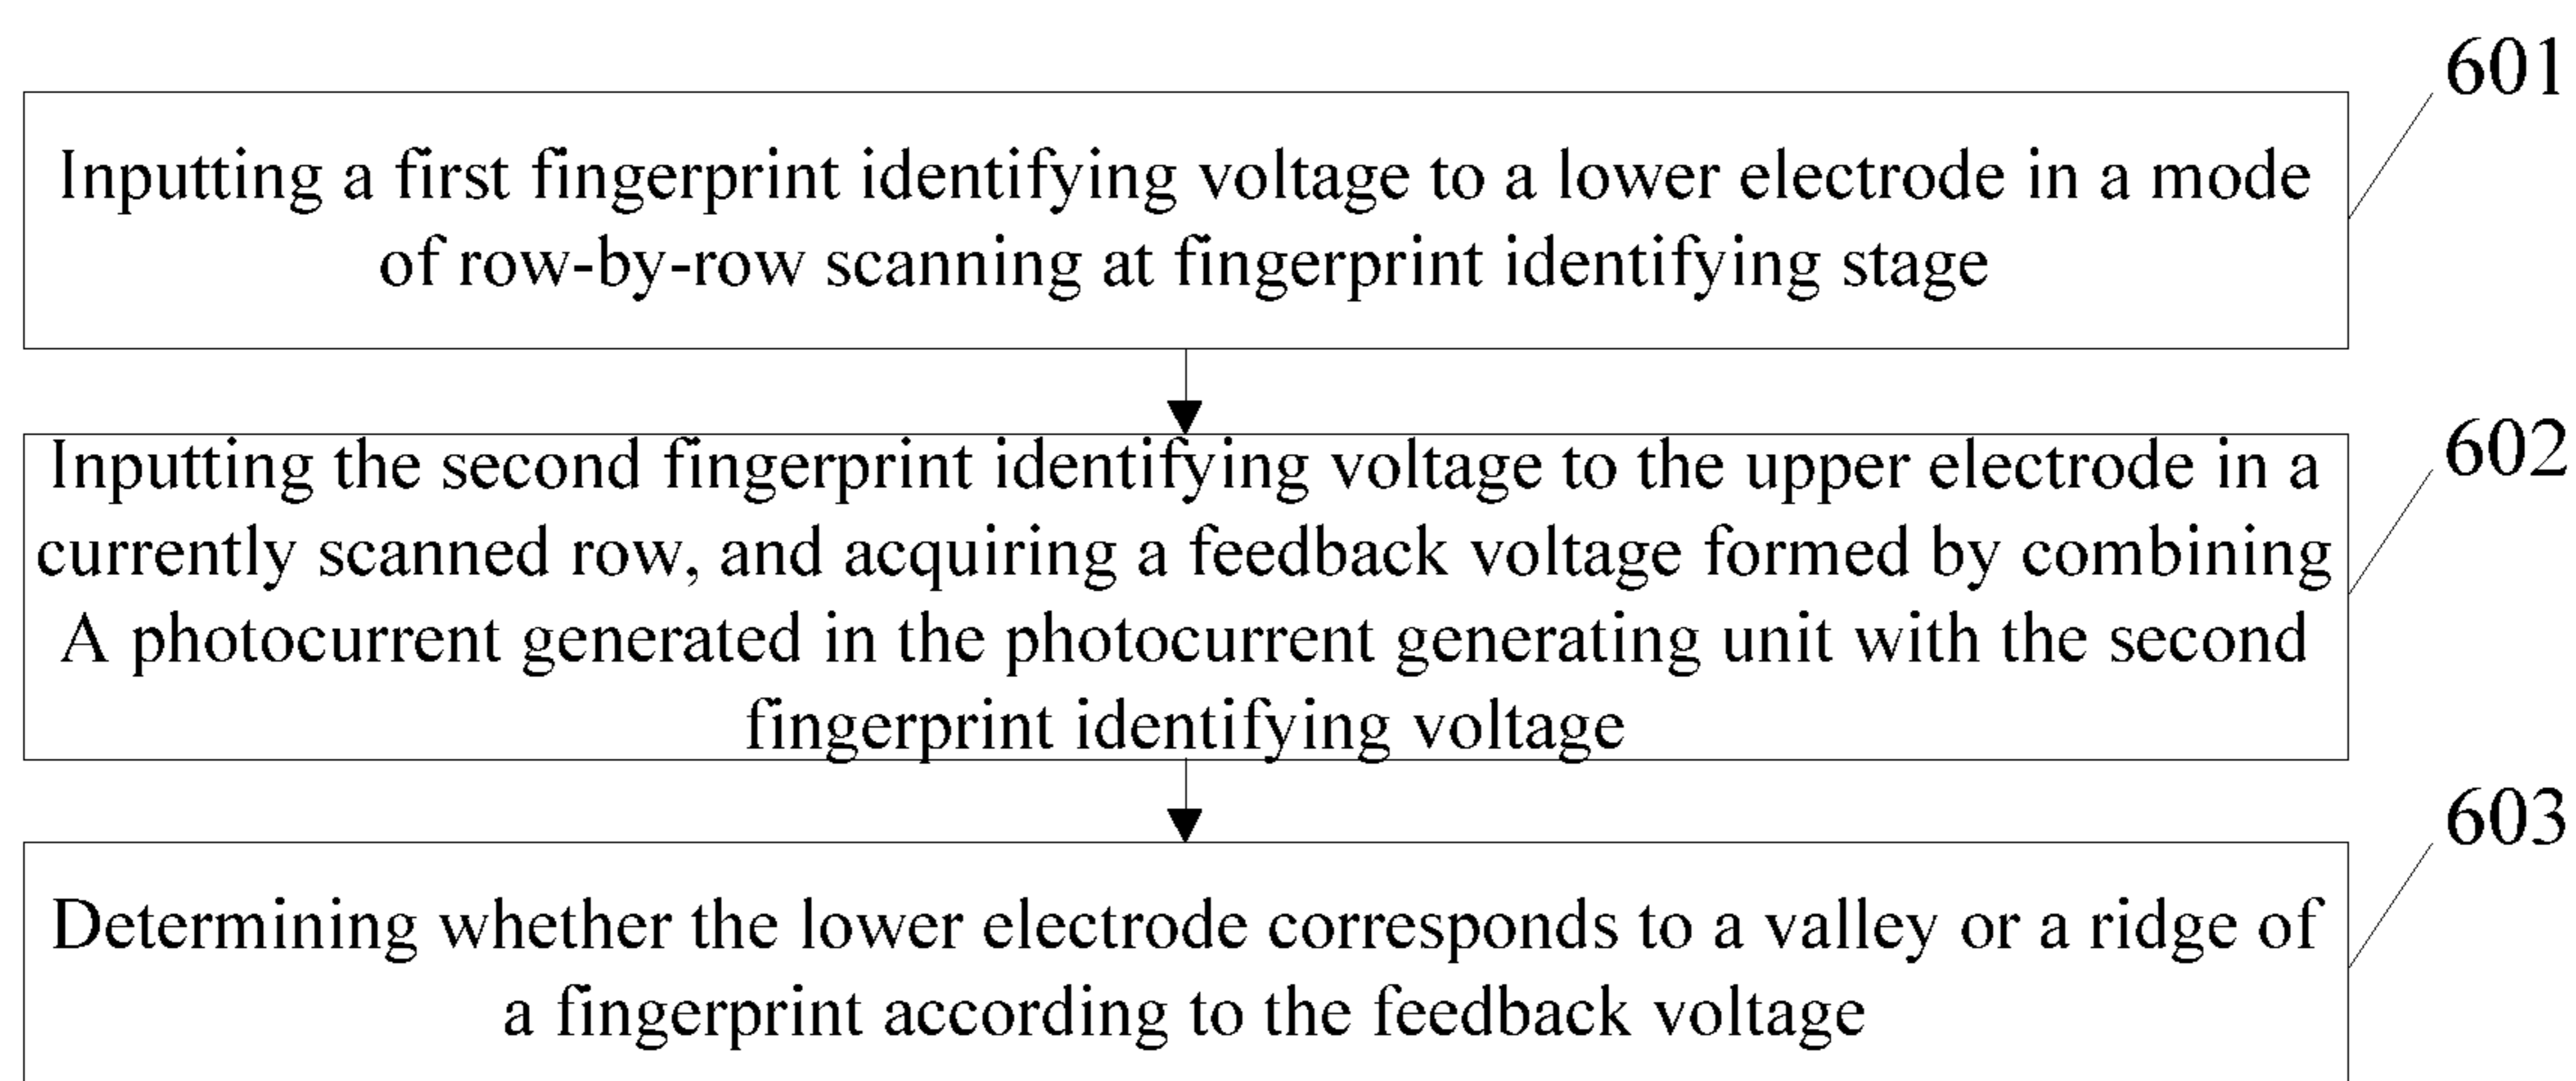 601
Inputting a first fingerprint identifying voltage to a lower electrode in a mode
of row-by-row scanning at fingerprint identifying stage
602
Inputting the second fingerprint identifying voltage to the upper electrode in a
currently scanned row, and acquiring a feedback voltage formed by combining
A photocurrent generated in the photocurrent generating unit with the second
fingerprint identifying voltage
603
Determining whether the lower electrode corresponds to a valley or a ridge of
a fingerprint according to the feedback voltage